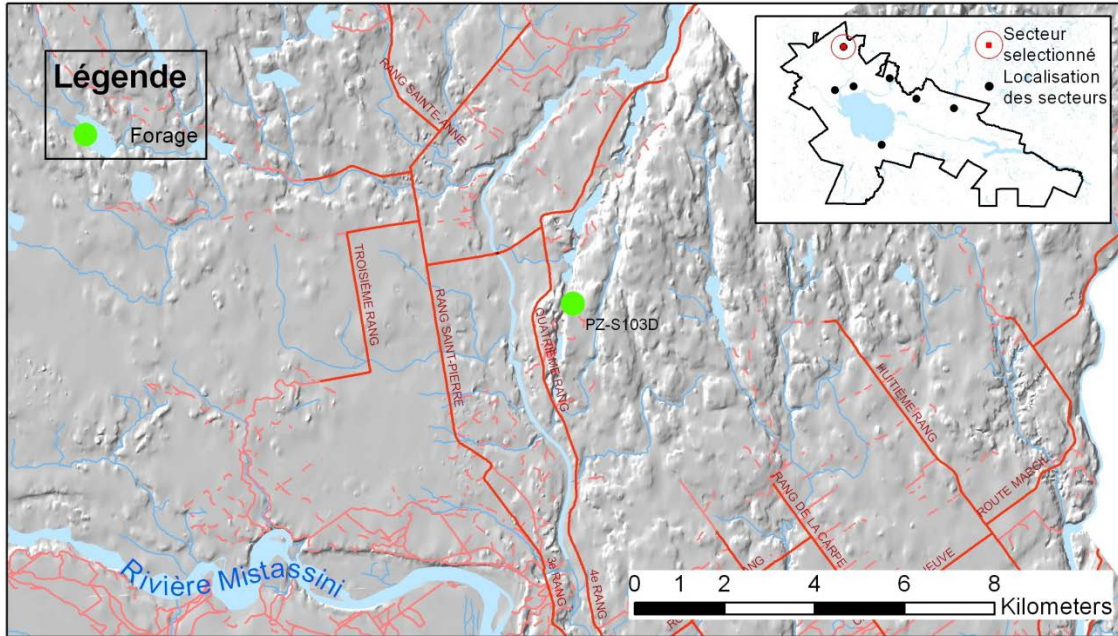 Légende
Forage
Secteur
selectionné
Localisation
des secteurs
RANG SAINTE-ANNE
TROISIÈME RANG
RANG SAINT-PIERRE
QUATRIÈME RANG
PZ-S103D
HUITIÈME RANG
ROUTE MARCIL
RANG DE LA CARPE
RANG
NEUVE
3e RANG
4e RANG
Rivière Mistassini
0 1 2 4 6 8
Kilometers